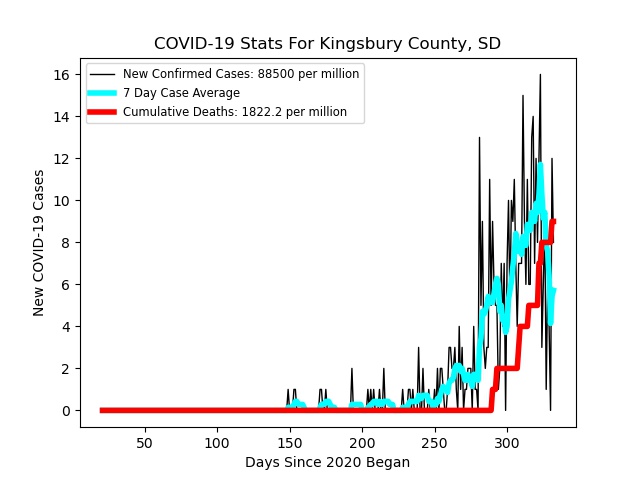 COVID-19 Stats For Kingsbury County, SD
New Confirmed Cases: 88500 per million
7 Day Case Average
Cumulative Deaths: 1822.2 per million
New COVID-19 Cases
16
14
12
10
8
6
4
2
0
50 100 150 200 250 300
Days Since 2020 Began